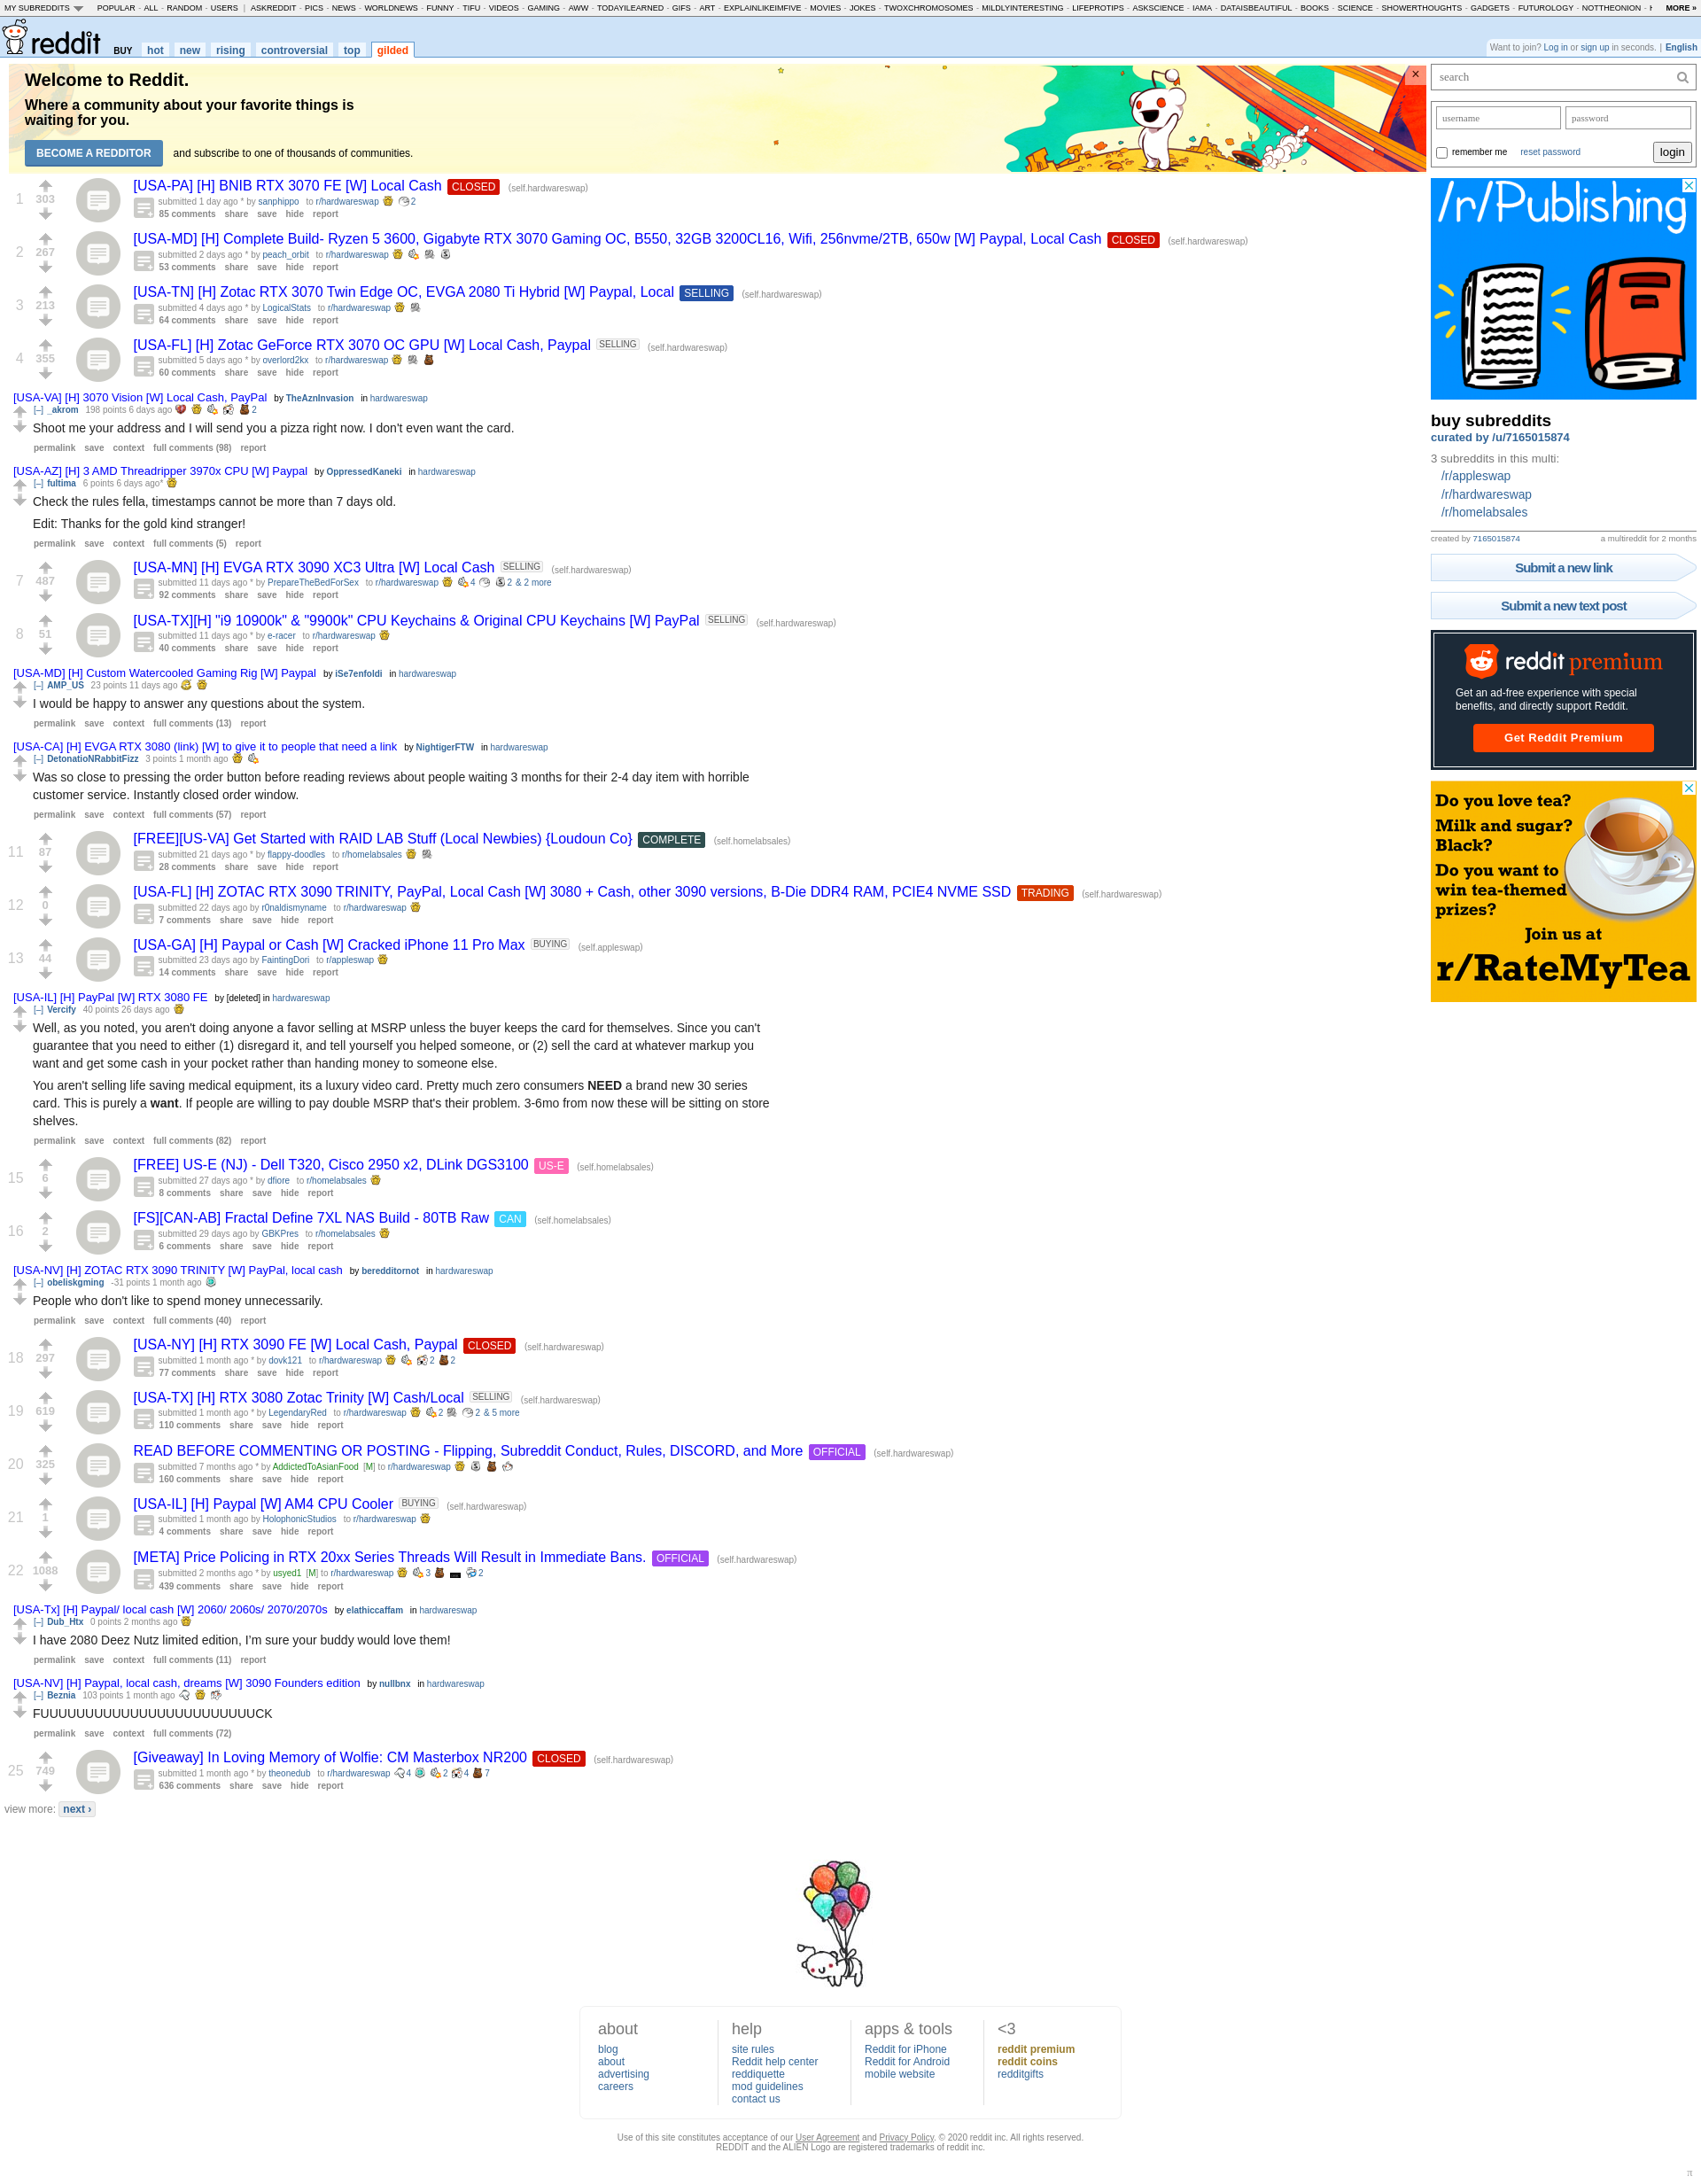 MY SUBREDDITS POPULAR - ALL - RANDOM - USERS | ASKREDDIT - PICS - NEWS - WORLDNEWS - FUNNY - TIFU - VIDEOS - GAMING - AWW - TODAYILEARNED - GIFS - ART - EXPLAINLIKEIMFIVE - MOVIES - JOKES - TWOXCHROMOSOMES - MILDLYINTERESTING - LIFEPROTIPS - ASKSCIENCE - IAMA - DATAISBEAUTIFUL - BOOKS - SCIENCE - SHOWERTHOUGHTS - GADGETS - FUTUROLOGY - NOTTHEONION - MORE »
reddit BUY hot new rising controversial top gilded
Want to join? Log in or sign up in seconds. | English
Welcome to Reddit.
Where a community about your favorite things is
waiting for you.
BECOME A REDDITOR and subscribe to one of thousands of communities.
×
1
303
[USA-PA] [H] BNIB RTX 3070 FE [W] Local Cash CLOSED (self.hardwareswap)
submitted 1 day ago * by sanphippo to r/hardwareswap 2
85 comments share save hide report
2
267
[USA-MD] [H] Complete Build- Ryzen 5 3600, Gigabyte RTX 3070 Gaming OC, B550, 32GB 3200CL16, Wifi, 256nvme/2TB, 650w [W] Paypal, Local Cash CLOSED (self.hardwareswap)
submitted 2 days ago * by peach_orbit to r/hardwareswap
53 comments share save hide report
3
213
[USA-TN] [H] Zotac RTX 3070 Twin Edge OC, EVGA 2080 Ti Hybrid [W] Paypal, Local SELLING (self.hardwareswap)
submitted 4 days ago * by LogicalStats to r/hardwareswap
64 comments share save hide report
4
355
[USA-FL] [H] Zotac GeForce RTX 3070 OC GPU [W] Local Cash, Paypal SELLING (self.hardwareswap)
submitted 5 days ago * by overlord2kx to r/hardwareswap
60 comments share save hide report
[USA-VA] [H] 3070 Vision [W] Local Cash, PayPal by TheAznInvasion in hardwareswap
[–] _akrom 198 points 6 days ago 2
Shoot me your address and I will send you a pizza right now. I don't even want the card.
permalink save context full comments (98) report
[USA-AZ] [H] 3 AMD Threadripper 3970x CPU [W] Paypal by OppressedKaneki in hardwareswap
[–] fultima 6 points 6 days ago*
Check the rules fella, timestamps cannot be more than 7 days old.
Edit: Thanks for the gold kind stranger!
permalink save context full comments (5) report
7
487
[USA-MN] [H] EVGA RTX 3090 XC3 Ultra [W] Local Cash SELLING (self.hardwareswap)
submitted 11 days ago * by PrepareTheBedForSex to r/hardwareswap 4 2 & 2 more
92 comments share save hide report
8
51
[USA-TX][H] "i9 10900k" & "9900k" CPU Keychains & Original CPU Keychains [W] PayPal SELLING (self.hardwareswap)
submitted 11 days ago * by e-racer to r/hardwareswap
40 comments share save hide report
[USA-MD] [H] Custom Watercooled Gaming Rig [W] Paypal by iSe7enfoldi in hardwareswap
[–] AMP_US 23 points 11 days ago
I would be happy to answer any questions about the system.
permalink save context full comments (13) report
[USA-CA] [H] EVGA RTX 3080 (link) [W] to give it to people that need a link by NightigerFTW in hardwareswap
[–] DetonatioNRabbitFizz 3 points 1 month ago
Was so close to pressing the order button before reading reviews about people waiting 3 months for their 2-4 day item with horrible
customer service. Instantly closed order window.
permalink save context full comments (57) report
11
87
[FREE][US-VA] Get Started with RAID LAB Stuff (Local Newbies) {Loudoun Co} COMPLETE (self.homelabsales)
submitted 21 days ago * by flappy-doodles to r/homelabsales
28 comments share save hide report
12
0
[USA-FL] [H] ZOTAC RTX 3090 TRINITY, PayPal, Local Cash [W] 3080 + Cash, other 3090 versions, B-Die DDR4 RAM, PCIE4 NVME SSD TRADING (self.hardwareswap)
submitted 22 days ago by r0naldismyname to r/hardwareswap
7 comments share save hide report
13
44
[USA-GA] [H] Paypal or Cash [W] Cracked iPhone 11 Pro Max BUYING (self.appleswap)
submitted 23 days ago by FaintingDori to r/appleswap
14 comments share save hide report
[USA-IL] [H] PayPal [W] RTX 3080 FE by [deleted] in hardwareswap
[–] Vercify 40 points 26 days ago
Well, as you noted, you aren't doing anyone a favor selling at MSRP unless the buyer keeps the card for themselves. Since you can't
guarantee that you need to either (1) disregard it, and tell yourself you helped someone, or (2) sell the card at whatever markup you
want and get some cash in your pocket rather than handing money to someone else.
You aren't selling life saving medical equipment, its a luxury video card. Pretty much zero consumers NEED a brand new 30 series
card. This is purely a want. If people are willing to pay double MSRP that's their problem. 3-6mo from now these will be sitting on store
shelves.
permalink save context full comments (82) report
15
6
[FREE] US-E (NJ) - Dell T320, Cisco 2950 x2, DLink DGS3100 US-E (self.homelabsales)
submitted 27 days ago * by dfiore to r/homelabsales
8 comments share save hide report
16
2
[FS][CAN-AB] Fractal Define 7XL NAS Build - 80TB Raw CAN (self.homelabsales)
submitted 29 days ago by GBKPres to r/homelabsales
6 comments share save hide report
[USA-NV] [H] ZOTAC RTX 3090 TRINITY [W] PayPal, local cash by beredditornot in hardwareswap
[–] obeliskgming -31 points 1 month ago
People who don't like to spend money unnecessarily.
permalink save context full comments (40) report
18
297
[USA-NY] [H] RTX 3090 FE [W] Local Cash, Paypal CLOSED (self.hardwareswap)
submitted 1 month ago * by dovk121 to r/hardwareswap 2 2
77 comments share save hide report
19
619
[USA-TX] [H] RTX 3080 Zotac Trinity [W] Cash/Local SELLING (self.hardwareswap)
submitted 1 month ago * by LegendaryRed to r/hardwareswap 2 2 & 5 more
110 comments share save hide report
20
325
READ BEFORE COMMENTING OR POSTING - Flipping, Subreddit Conduct, Rules, DISCORD, and More OFFICIAL (self.hardwareswap)
submitted 7 months ago * by AddictedToAsianFood [M] to r/hardwareswap
160 comments share save hide report
21
1
[USA-IL] [H] Paypal [W] AM4 CPU Cooler BUYING (self.hardwareswap)
submitted 1 month ago by HolophonicStudios to r/hardwareswap
4 comments share save hide report
22
1088
[META] Price Policing in RTX 20xx Series Threads Will Result in Immediate Bans. OFFICIAL (self.hardwareswap)
submitted 2 months ago * by usyed1 [M] to r/hardwareswap 3 2
439 comments share save hide report
[USA-Tx] [H] Paypal/ local cash [W] 2060/ 2060s/ 2070/2070s by elathiccaffam in hardwareswap
[–] Dub_Htx 0 points 2 months ago
I have 2080 Deez Nutz limited edition, I'm sure your buddy would love them!
permalink save context full comments (11) report
[USA-NV] [H] Paypal, local cash, dreams [W] 3090 Founders edition by nullbnx in hardwareswap
[–] Beznia 103 points 1 month ago
FUUUUUUUUUUUUUUUUUUUUUUUUCK
permalink save context full comments (72)
25
749
[Giveaway] In Loving Memory of Wolfie: CM Masterbox NR200 CLOSED (self.hardwareswap)
submitted 1 month ago * by theonedub to r/hardwareswap 4 2 4 7
636 comments share save hide report
view more: next ›
search
username password
remember me reset password login
/r/Publishing
buy subreddits
curated by /u/7165015874
3 subreddits in this multi:
/r/appleswap
/r/hardwareswap
/r/homelabsales
created by 7165015874 a multireddit for 2 months
Submit a new link
Submit a new text post
reddit premium
Get an ad-free experience with special
benefits, and directly support Reddit.
Get Reddit Premium
Do you love tea?
Milk and sugar?
Black?
Do you want to
win tea-themed
prizes?
Join us at
r/RateMyTea
about
blog
about
advertising
careers
help
site rules
Reddit help center
reddiquette
mod guidelines
contact us
apps & tools
Reddit for iPhone
Reddit for Android
mobile website
<3
reddit premium
reddit coins
redditgifts
Use of this site constitutes acceptance of our User Agreement and Privacy Policy. © 2020 reddit inc. All rights reserved.
REDDIT and the ALIEN Logo are registered trademarks of reddit inc.
π